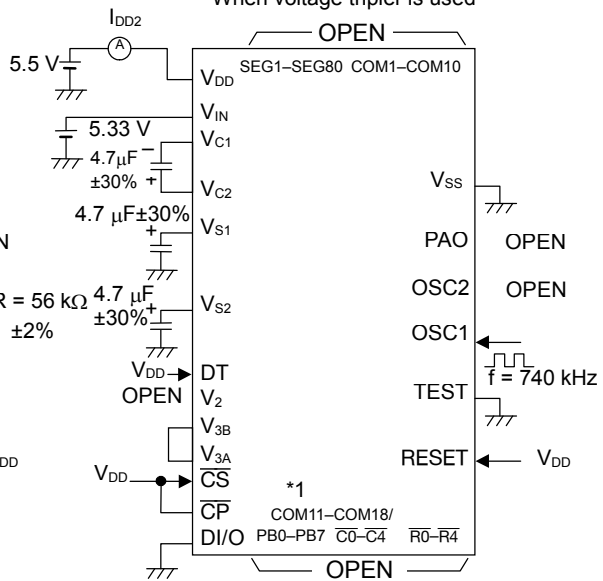 When voltage tripler is used
OPEN
SEG1–SEG80 COM1–COM10
IDD2
A
5.5 V
VDD
VIN
5.33 V
VC1
4.7μF
±30%
–
+
VC2
4.7 μF±30%
+
VS1
R = 56 kΩ
±2%
4.7 μF
±30%
+
VS2
VDD
DT
OPEN
V2
V3B
V3A
VDD
CS
CP
DI/O
VSS
PAO
OPEN
OSC2
OPEN
OSC1
f = 740 kHz
TEST
RESET
VDD
*1
COM11–COM18/
PB0–PB7 C0–C4 R0–R4
OPEN
N
DD